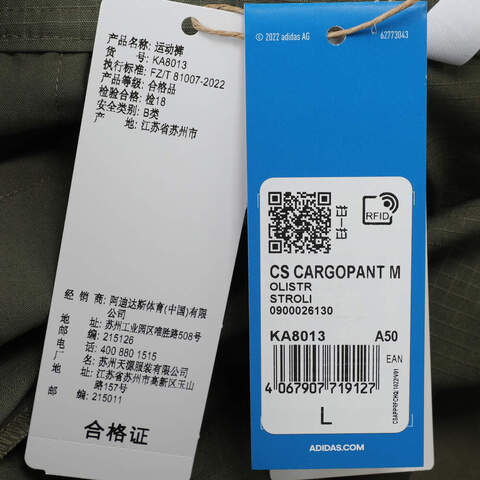 产品名称: 运动裤
货 号: KA8013
执行标准: FZ/T 81007-2022
产品等级: 合格品
检验合格: 检18
安全类别: B类
产 地: 江苏省苏州市
经 销 商: 阿迪达斯体育(中国)有限公司
地 址: 苏州工业园区唯胜路508号
邮 编: 215126
电 话: 400 880 1515
厂 名: 苏州天源服装有限公司
厂 址: 江苏省苏州市高新区玉山路157号
邮 编: 215011
合格证
© 2022 adidas AG
62773043
RFID
CS CARGOPANT M
OLISTR
STROLI
0900026130
KA8013 A50
EAN
4 067907 719127
L
ADIDAS.COM